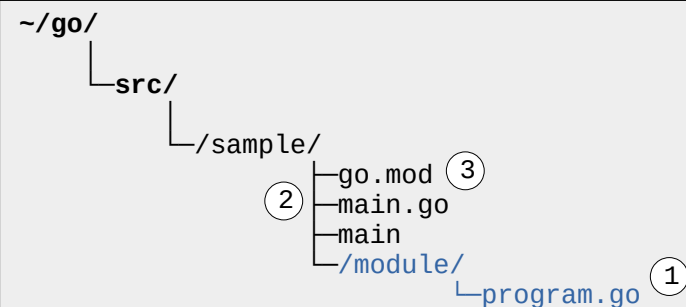 ~/go/
src/
/sample/
go.mod 3
2 main.go
main
/module/
program.go 1